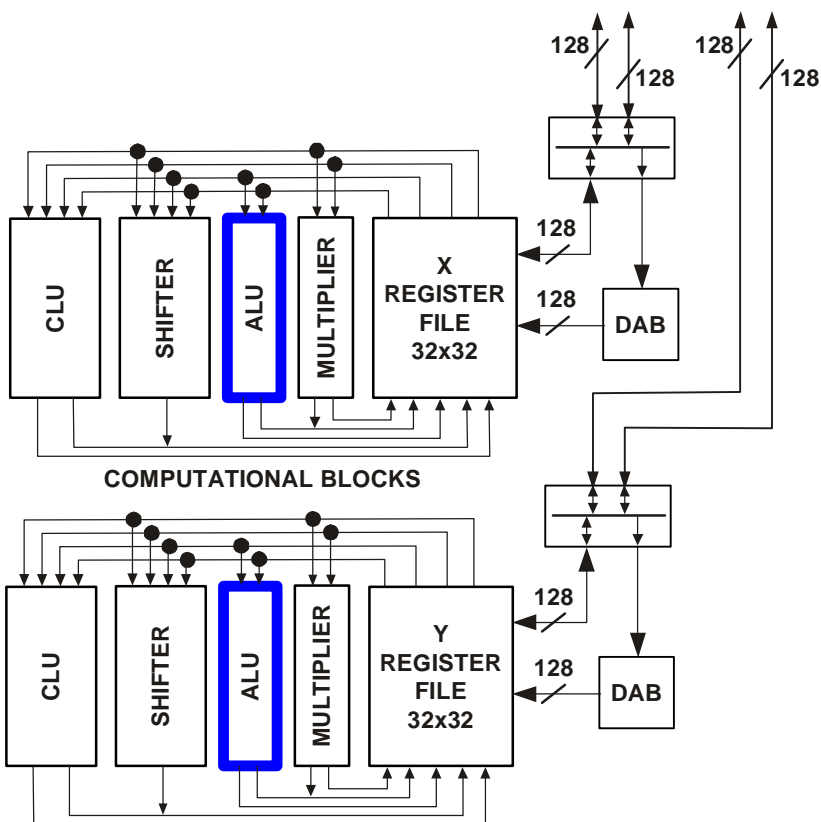 128
128
128
128
CLU
SHIFTER
ALU
MULTIPLIER
X
REGISTER
FILE
32x32
128
128
DAB
COMPUTATIONAL BLOCKS
CLU
SHIFTER
ALU
MULTIPLIER
Y
REGISTER
FILE
32x32
128
128
DAB